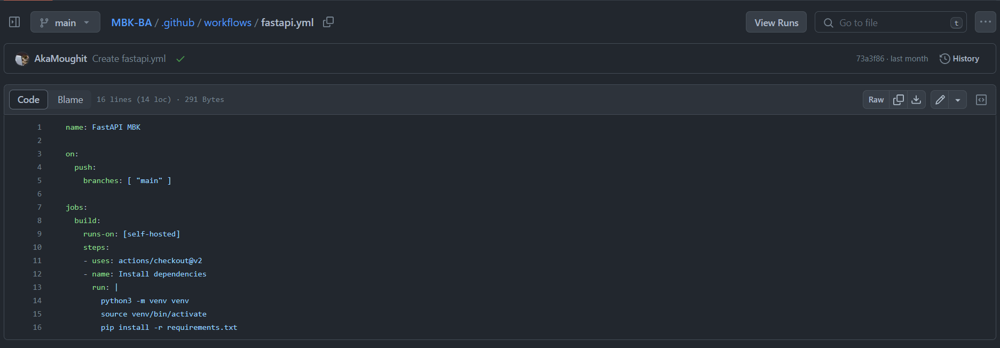 main
MBK-BA / .github / workflows / fastapi.yml
View Runs
Go to file
t
AkaMoughit Create fastapi.yml
73a3f86 · last month
History
Code
Blame
16 lines (14 loc) · 291 Bytes
Raw
1 name: FastAPI MBK
2
3 on:
4   push:
5     branches: [ "main" ]
6
7 jobs:
8   build:
9     runs-on: [self-hosted]
10     steps:
11     - uses: actions/checkout@v2
12     - name: Install dependencies
13       run: |
14         python3 -m venv venv
15         source venv/bin/activate
16         pip install -r requirements.txt